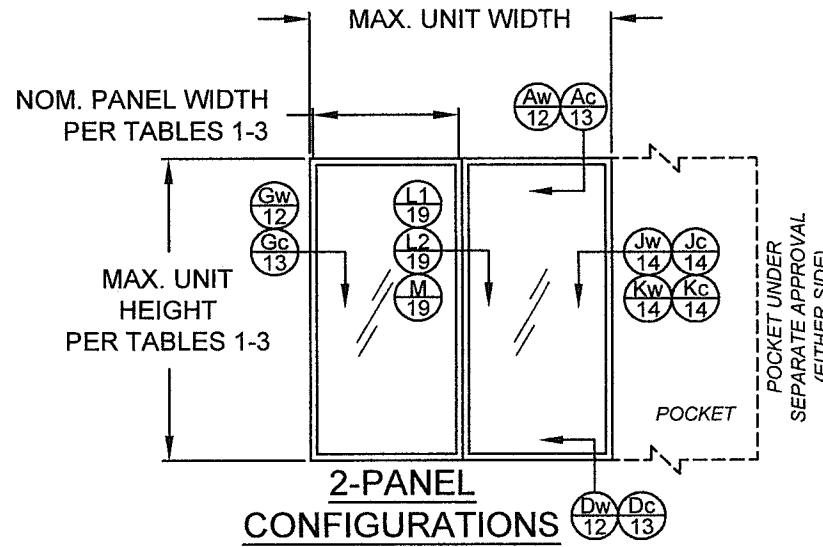 MAX. UNIT WIDTH
NOM. PANEL WIDTH
PER TABLES 1-3
Aw Ac
12 13
Gw
12
Gc
13
L1
19
L2
19
M
19
Jw Jc
14 14
Kw Kc
14 14
MAX. UNIT
HEIGHT
PER TABLES 1-3
POCKET UNDER
SEPARATE APPROVAL
(EITHER SIDE)
POCKET
2-PANEL
CONFIGURATIONS
Dw Dc
12 13